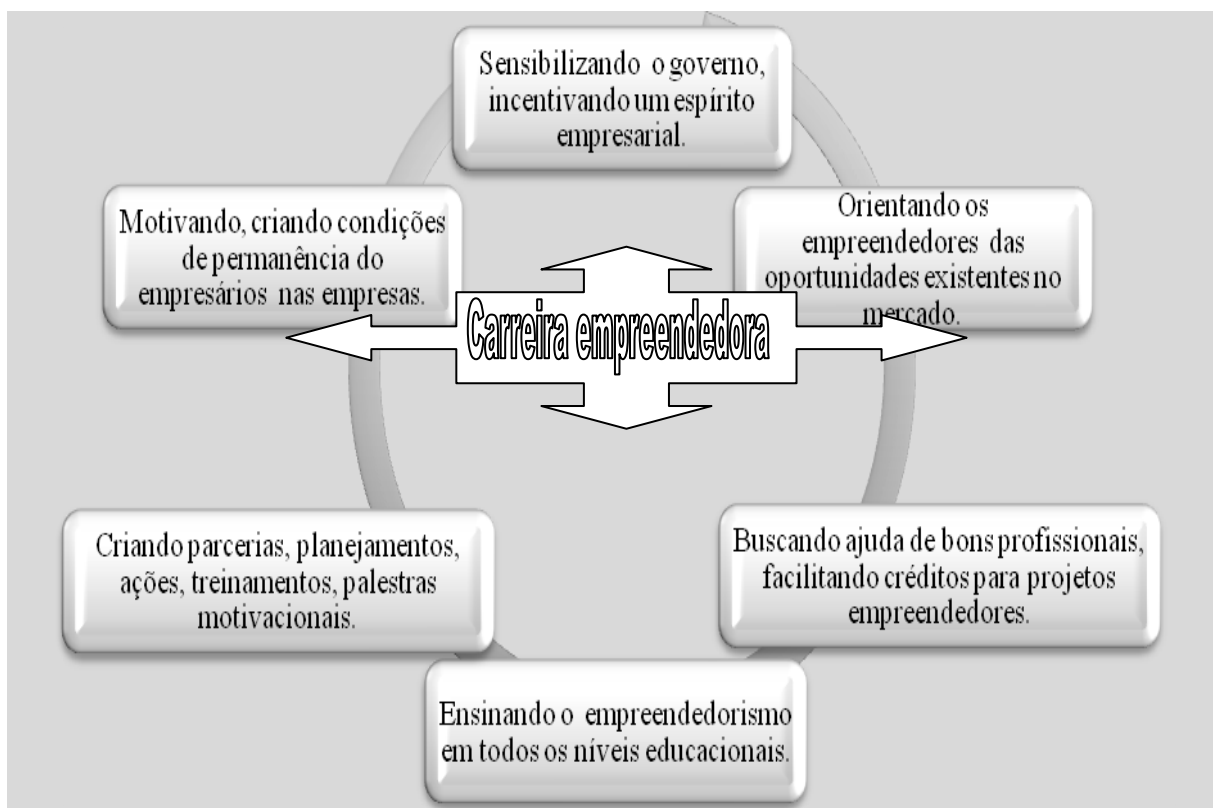 Sensibilizando o governo,
incentivando um espírito
empresarial.
Motivando, criando condições
de permanência do
empresários nas empresas.
Orientando os
empreendedores das
oportunidades existentes no
mercado.
Carreira empreendedora
Criando parcerias, planejamentos,
ações, treinamentos, palestras
motivacionais.
Buscando ajuda de bons profissionais,
facilitando créditos para projetos
empreendedores.
Ensinando o empreendedorismo
em todos os níveis educacionais.